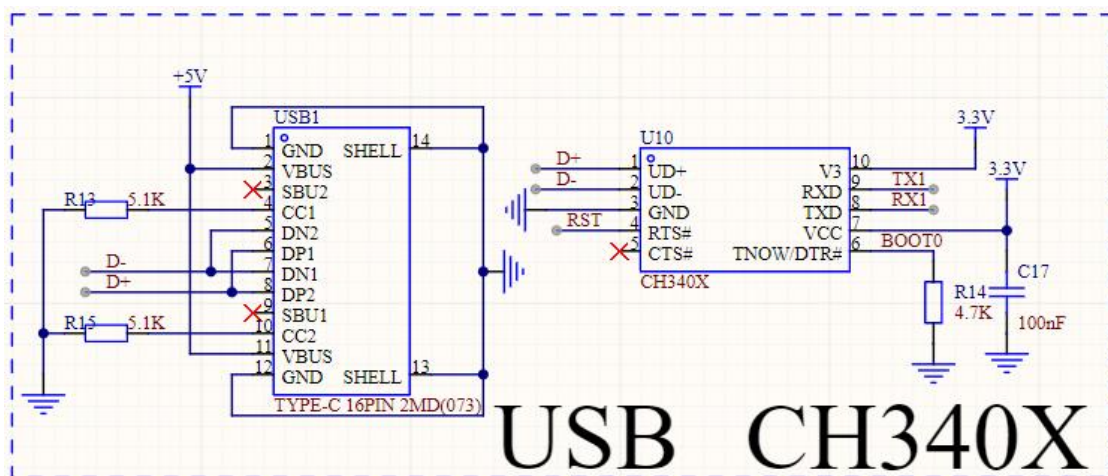 +5V
USB1
1 GND SHELL 14
2 VBUS
3 SBU2
R13 5.1K 4 CC1
5 DN2
6 DP1
D- 7 DN1
D+ 8 DP2
9 SBU1
R15 5.1K 10 CC2
11 VBUS
12 GND SHELL 13
TYPE-C 16PIN 2MD(073)
3.3V
U10
D+ 1 UD+ V3 10
3.3V
D- 2 UD- RXD 9 TX1
3 GND TXD 8 RX1
RST 4 RTS# VCC 7
5 CTS# TNOW/DTR# 6 BOOT0
CH340X
C17
R14
4.7K
100nF
USB CH340X